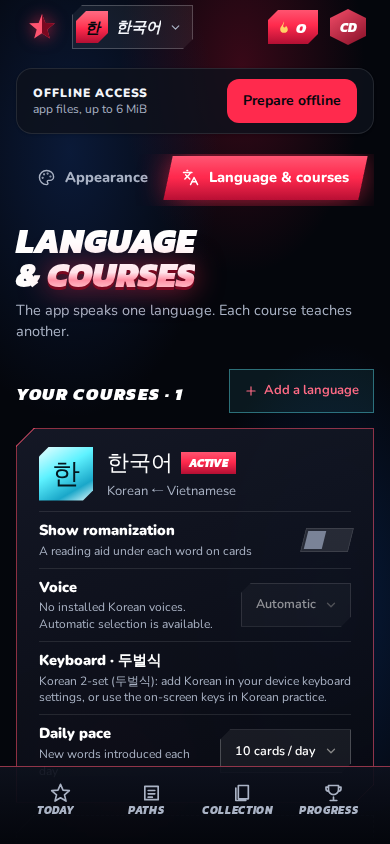 한 한국어
0
CD
OFFLINE ACCESS
app files, up to 6 MiB
Prepare offline
Appearance
Language & courses
LANGUAGE
& COURSES
The app speaks one language. Each course teaches
another.
YOUR COURSES · 1
+ Add a language
한
한국어 ACTIVE
Korean ← Vietnamese
Show romanization
A reading aid under each word on cards
Voice
No installed Korean voices.
Automatic selection is available.
Automatic
Keyboard · 두벌식
Korean 2-set (두벌식): add Korean in your device keyboard
settings, or use the on-screen keys in Korean practice.
Daily pace
New words introduced each
day.
10 cards / day
TODAY
PATHS
COLLECTION
PROGRESS